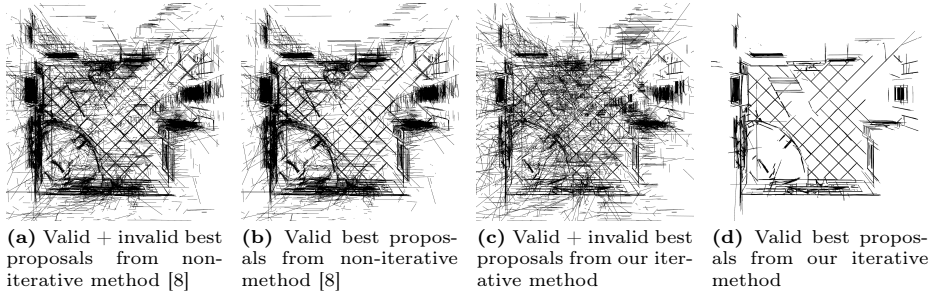 (a) Valid + invalid best
proposals from non-
iterative method [8]
(b) Valid best propos-
als from non-iterative
method [8]
(c) Valid + invalid best
proposals from our iter-
ative method
(d) Valid best propos-
als from our iterative
method